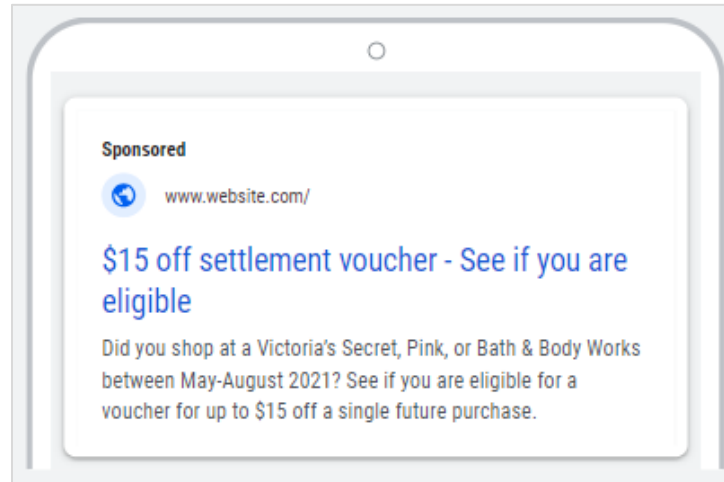 Sponsored
www.website.com/
$15 off settlement voucher - See if you are
eligible
Did you shop at a Victoria’s Secret, Pink, or Bath & Body Works
between May-August 2021? See if you are eligible for a
voucher for up to $15 off a single future purchase.